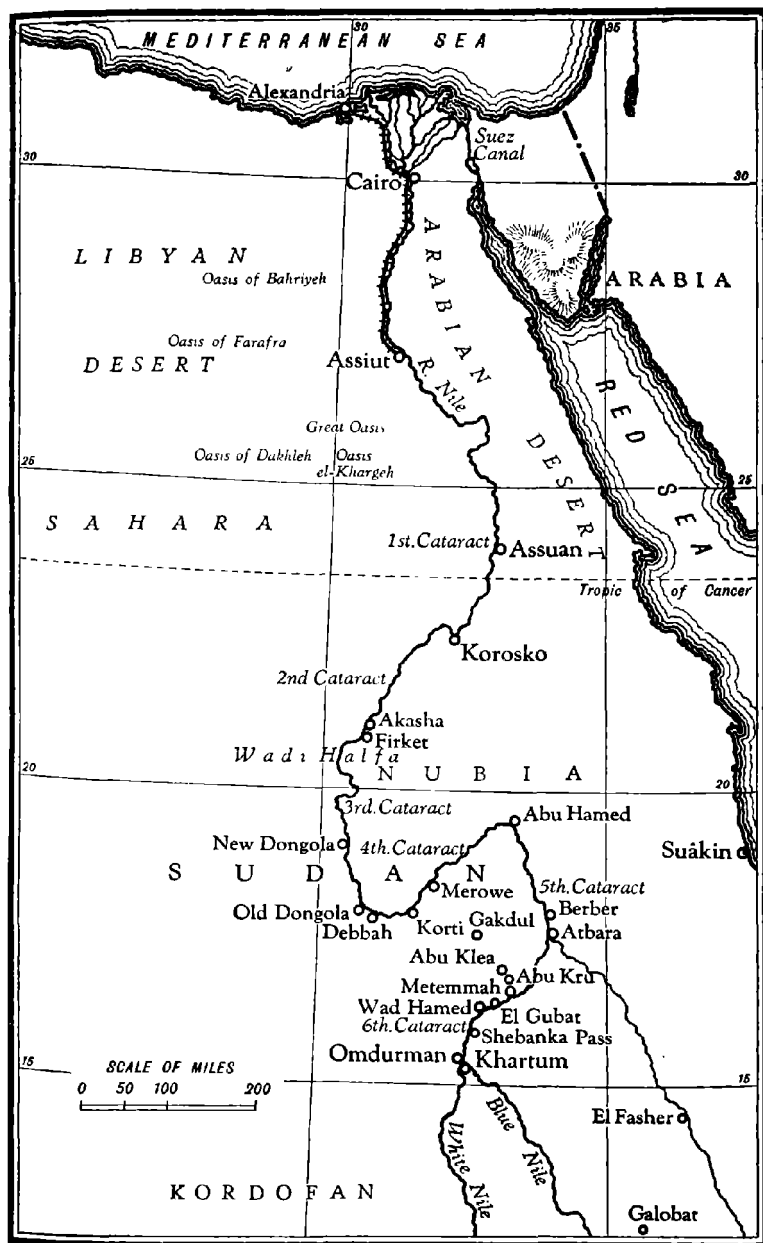 30
35
MEDITERRANEAN SEA
Alexandria
Suez
Canal
30
30
Cairo
ARABIAN
LIBYAN
Oasis of Bahriyeh
ARABIA
Oasis of Farafra
DESERT
Assiut
R. Nile
RED SEA
Great Oasis
Oasis of Dakhleh
Oasis
el-Khargeh
DESERT
25
25
25
SAHARA
1st. Cataract
Assuan
Tropic of Cancer
Korosko
2nd Cataract
Akasha
Firket
Wadi Halfa
NUBIA
20
20
3rd. Cataract
Abu Hamed
New Dongola
4th. Cataract
Suâkin
SUDAN
Merowe
5th. Cataract
Old Dongola
Berber
Debbah
Korti
Gakdul
Atbara
Abu Klea
Abu Kru
Metemmah
Wad Hamed
El Gubat
6th. Cataract
Shebanka Pass
Omdurman
Khartum
15
15
SCALE OF MILES
0 50 100 200
El Fasher
Blue Nile
White Nile
KORDOFAN
Galobat